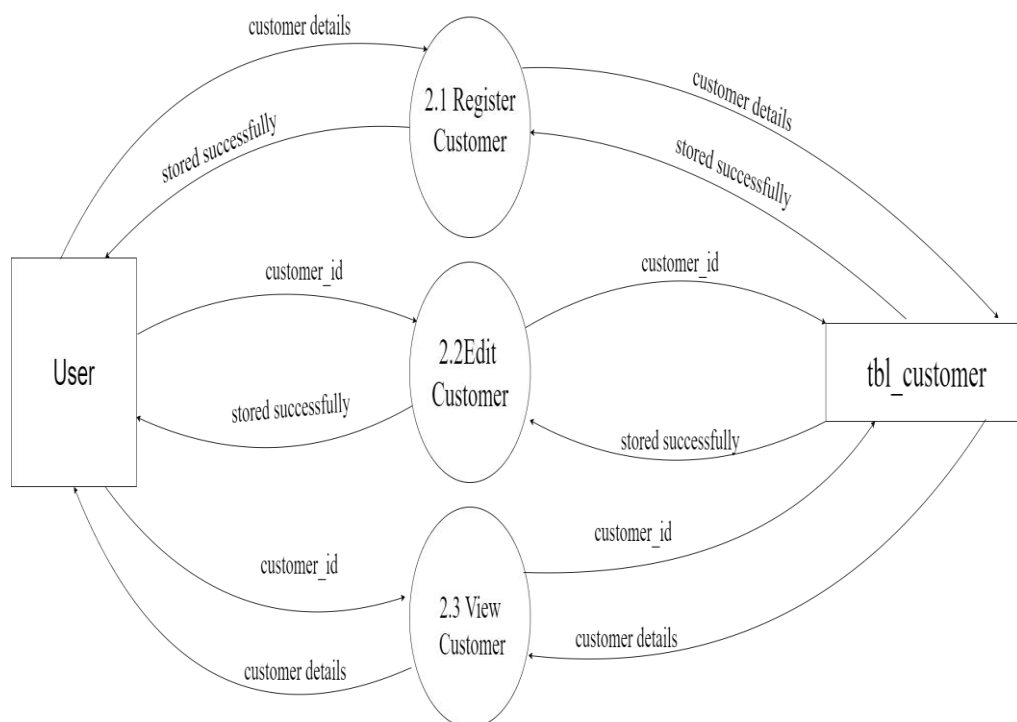 customer details
2.1 Register
Customer
customer details
stored successfully
stored successfully
customer_id
customer_id
User
2.2Edit
Customer
tbl_customer
stored successfully
stored successfully
customer_id
customer_id
2.3 View
Customer
customer details
customer details